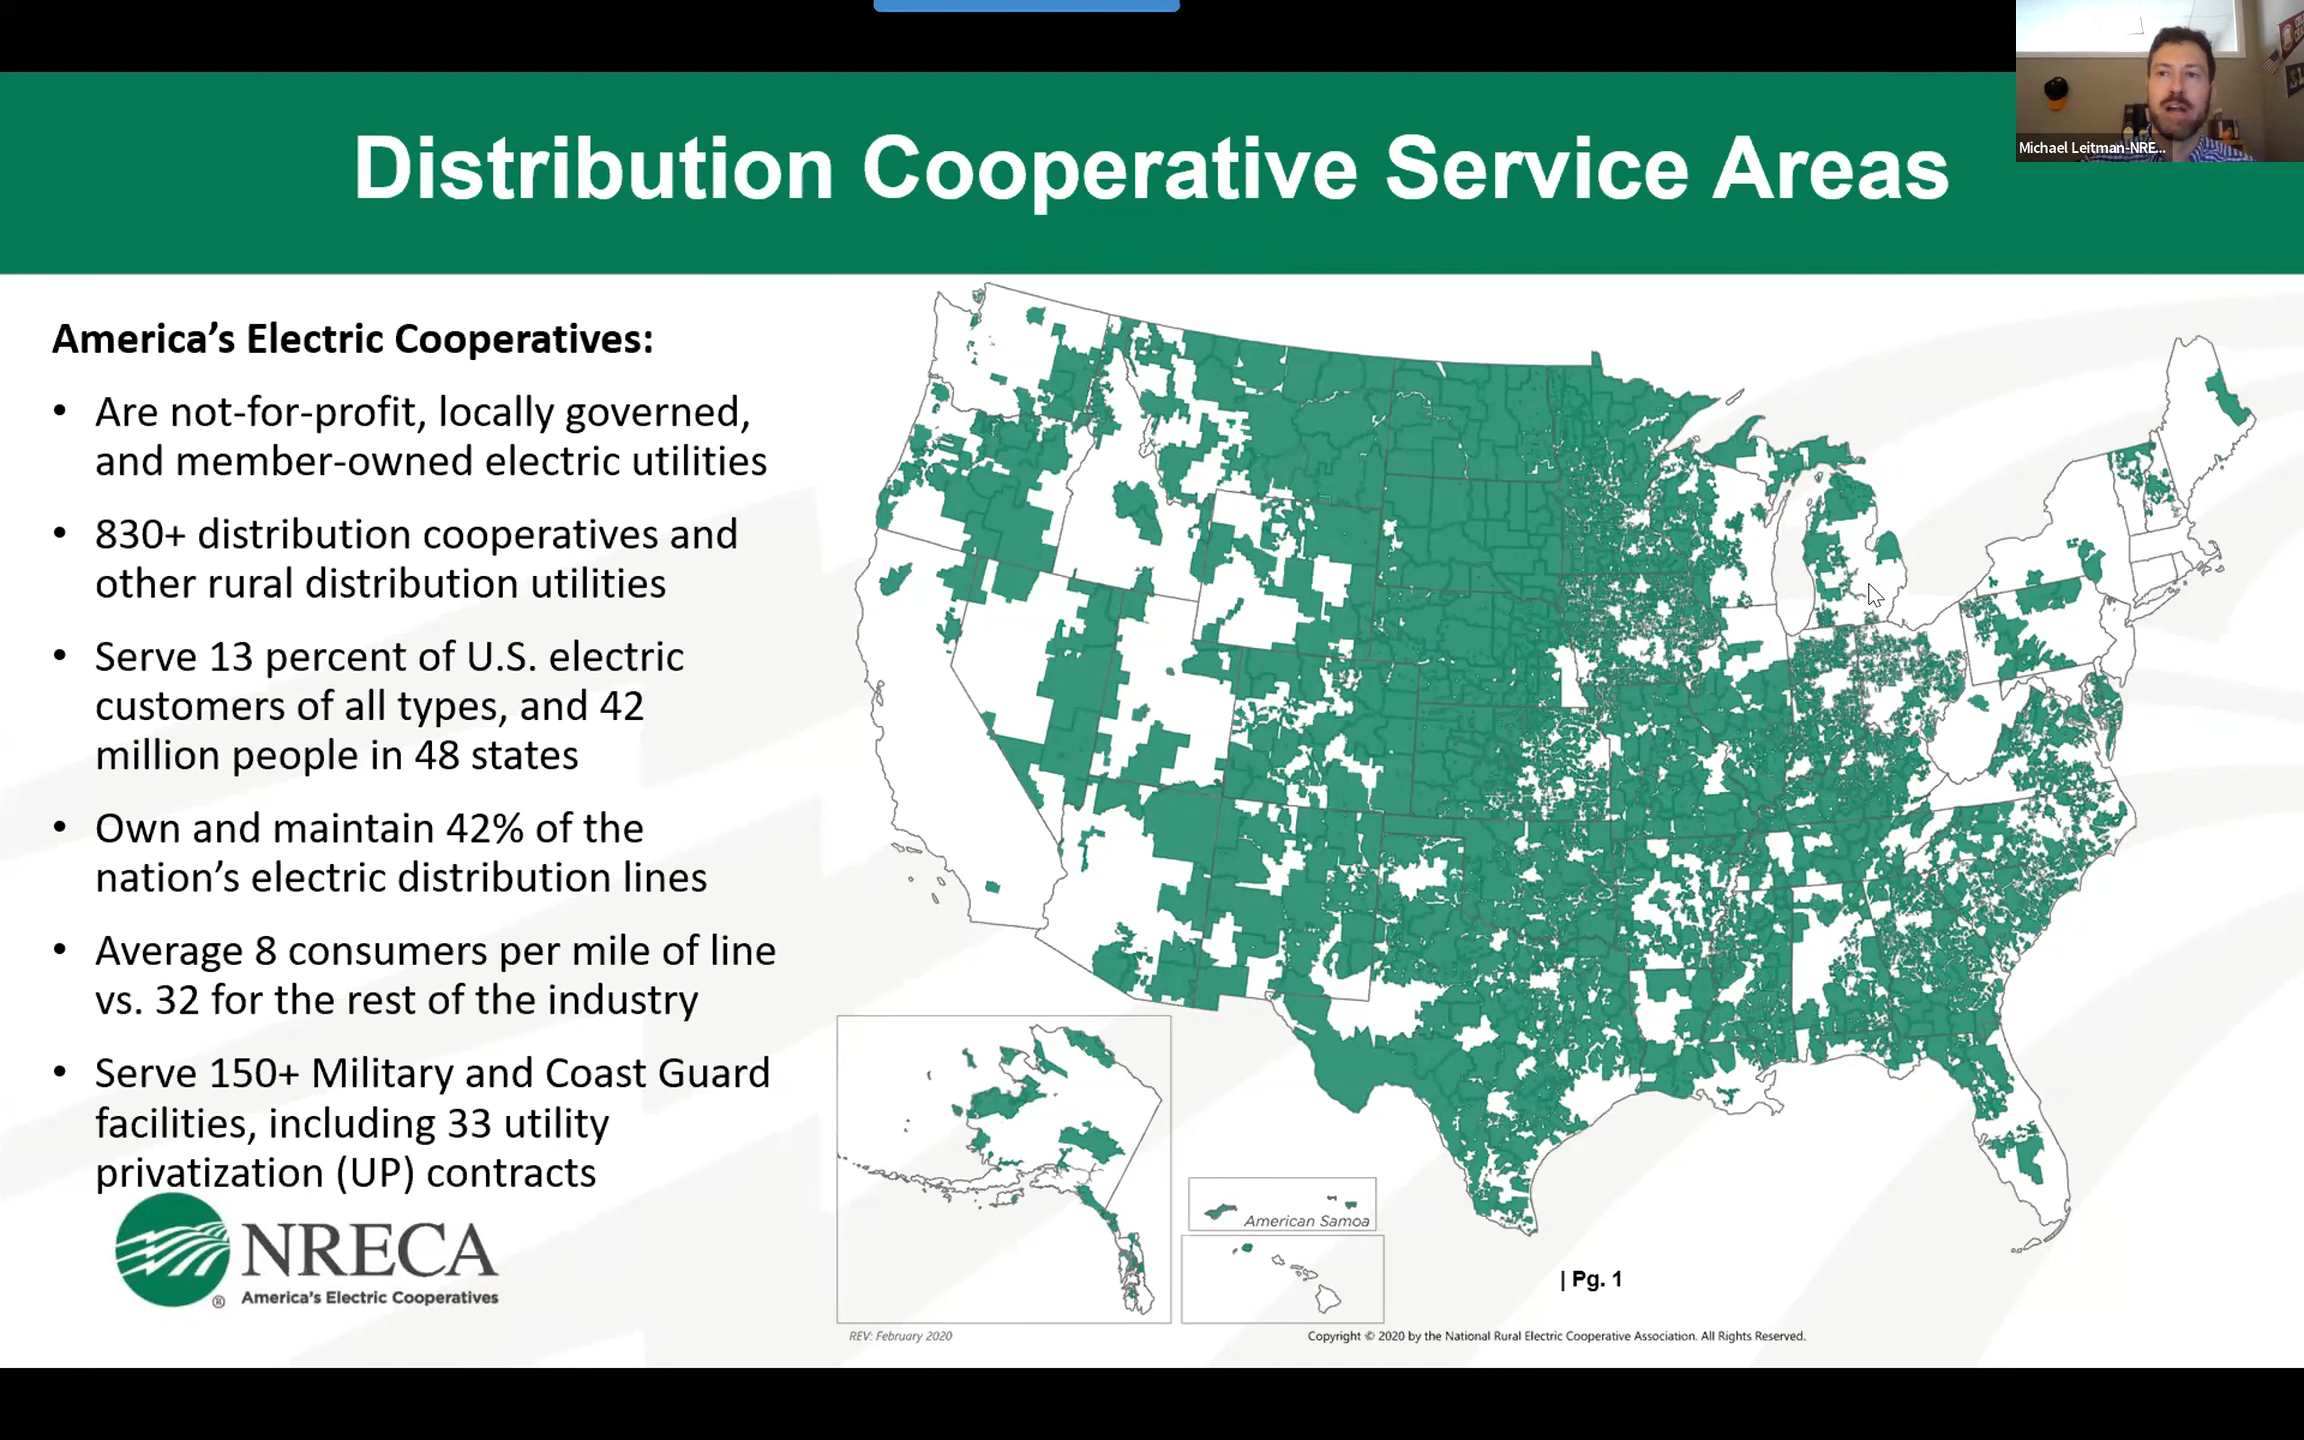 Michael Leitman-NRE...
Distribution Cooperative Service Areas
America's Electric Cooperatives:
• Are not-for-profit, locally governed,
and member-owned electric utilities
• 830+ distribution cooperatives and
other rural distribution utilities
• Serve 13 percent of U.S. electric
customers of all types, and 42
million people in 48 states
• Own and maintain 42% of the
nation's electric distribution lines
• Average 8 consumers per mile of line
vs. 32 for the rest of the industry
• Serve 150+ Military and Coast Guard
facilities, including 33 utility
privatization (UP) contracts
NRECA
®
America's Electric Cooperatives
American Samoa
| Pg. 1
REV: February 2020
Copyright © 2020 by the National Rural Electric Cooperative Association. All Rights Reserved.